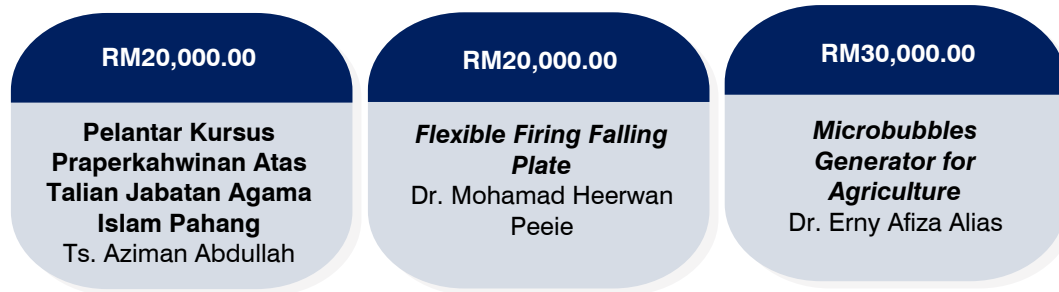 RM20,000.00
Pelantar Kursus
Praperkahwinan Atas
Talian Jabatan Agama
Islam Pahang
Ts. Aziman Abdullah
RM20,000.00
Flexible Firing Falling
Plate
Dr. Mohamad Heerwan
Peeie
RM30,000.00
Microbubbles
Generator for
Agriculture
Dr. Erny Afiza Alias